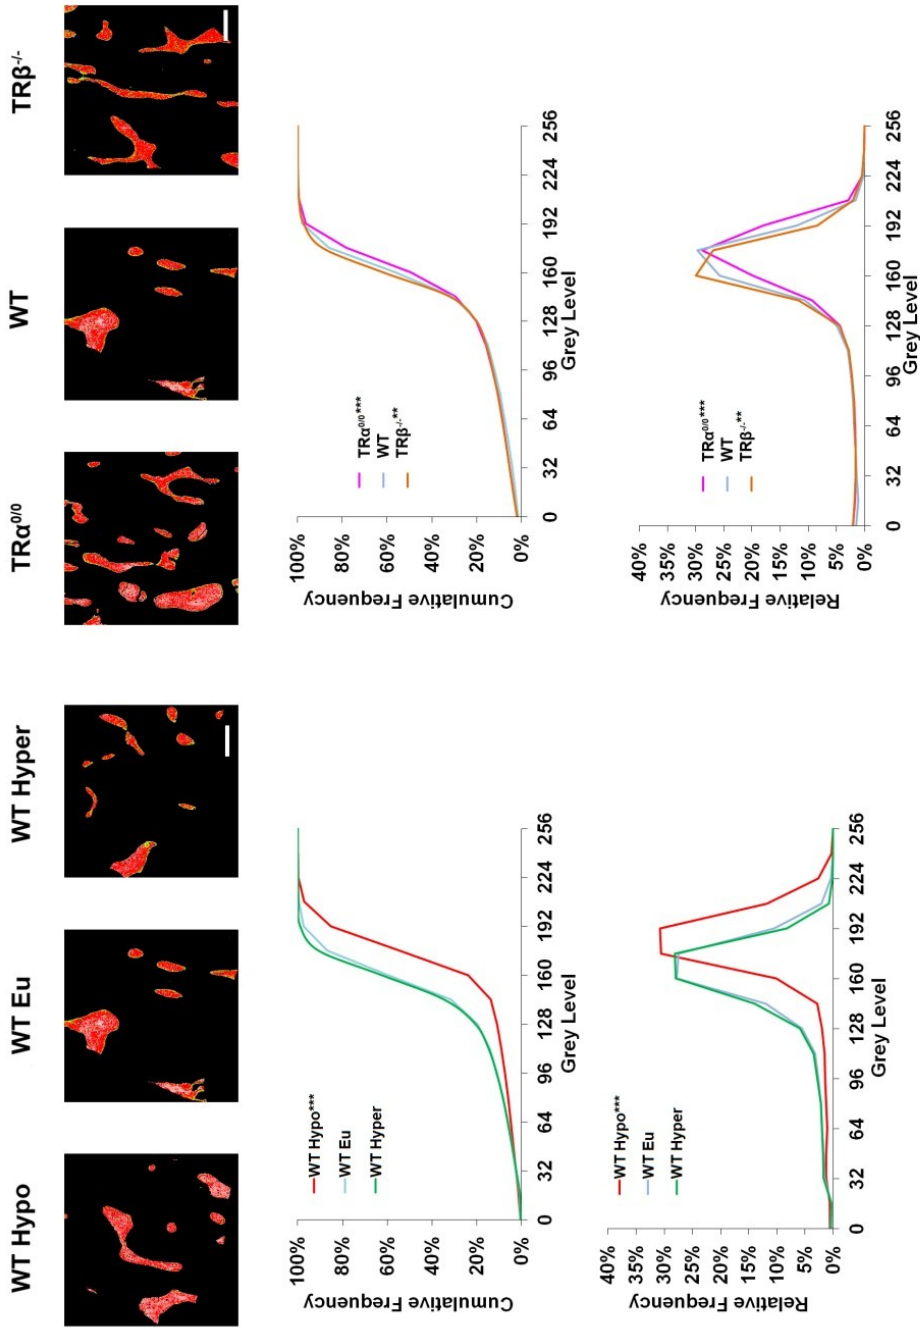 WT Hypo
WT Eu
WT Hyper
TRα0/0
WT
TRβ-/-
Cumulative Frequency
100%
80%
60%
40%
20%
0%
WT Hypo***
WT Eu
WT Hyper
0 32 64 96 128 160 192 224 256
Grey Level
Cumulative Frequency
100%
80%
60%
40%
20%
0%
TRα0/0***
WT
TRβ-/-**
0 32 64 96 128 160 192 224 256
Grey Level
Relative Frequency
40%
35%
30%
25%
20%
15%
10%
5%
0%
WT Hypo***
WT Eu
WT Hyper
0 32 64 96 128 160 192 224 256
Grey Level
Relative Frequency
40%
35%
30%
25%
20%
15%
10%
5%
0%
TRα0/0***
WT
TRβ-/-**
0 32 64 96 128 160 192 224 256
Grey Level